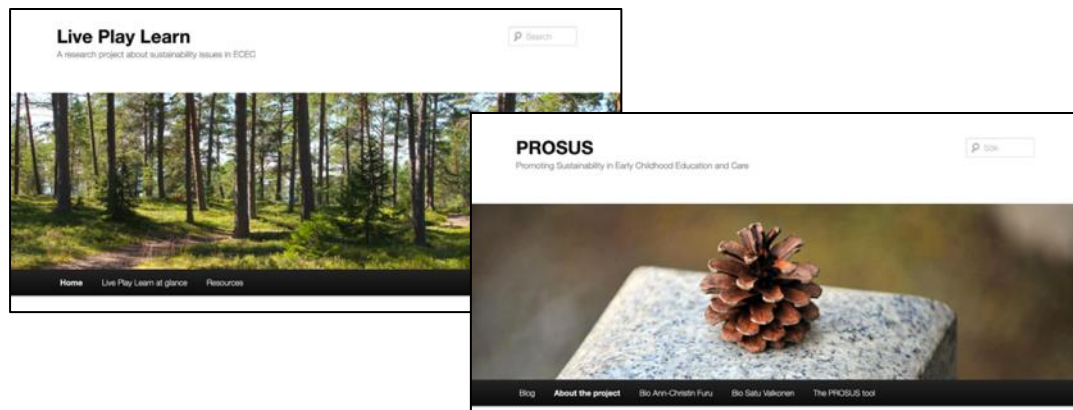 Live Play Learn
Search
A research project about sustainability issues in ECEC
Home Live Play Learn at glance Resources
PROSUS
Sök
Promoting Sustainability in Early Childhood Education and Care
Blog About the project Bio Ann-Christin Furu Bio Satu Valkonen The PROSUS tool